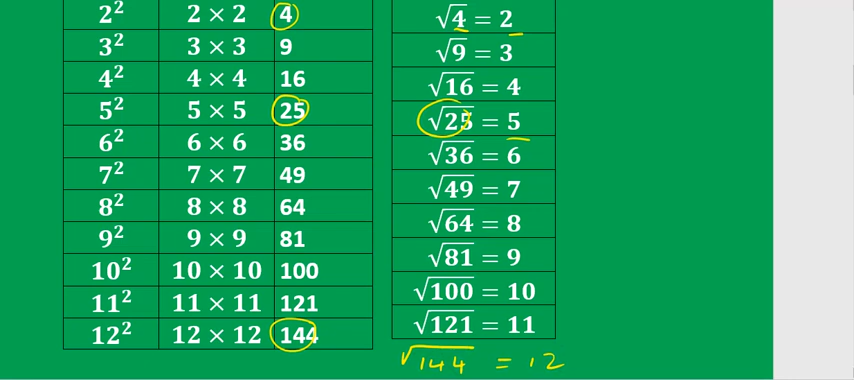 2² 2 × 2 4
3² 3 × 3 9
4² 4 × 4 16
5² 5 × 5 25
6² 6 × 6 36
7² 7 × 7 49
8² 8 × 8 64
9² 9 × 9 81
10² 10 × 10 100
11² 11 × 11 121
12² 12 × 12 144
√4 = 2
√9 = 3
√16 = 4
√25 = 5
√36 = 6
√49 = 7
√64 = 8
√81 = 9
√100 = 10
√121 = 11
√144 = 12